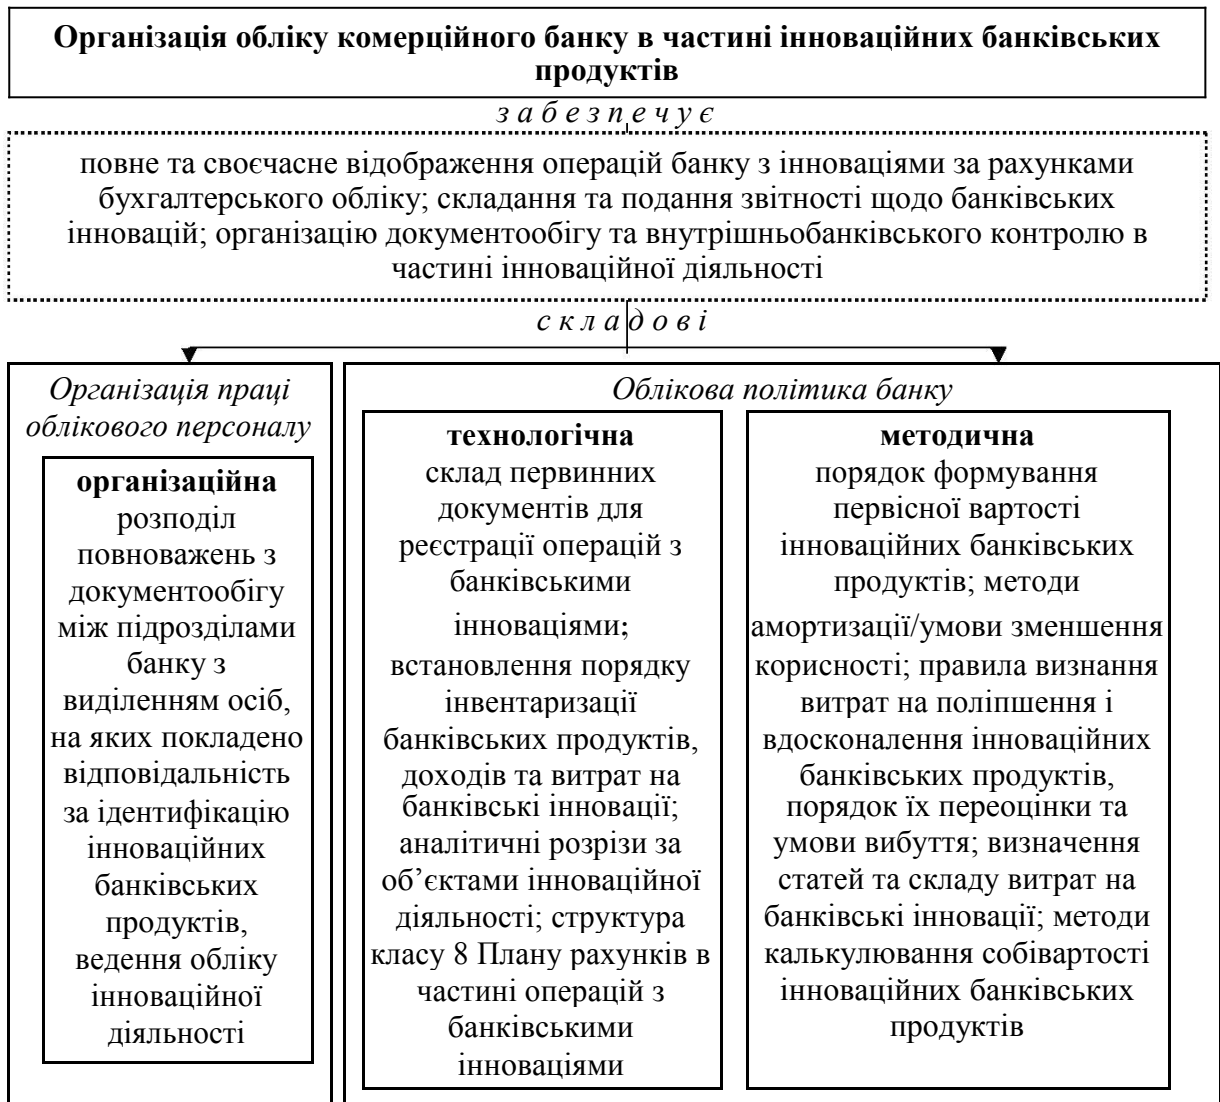 Організація обліку комерційного банку в частині інноваційних банківських
продуктів
з а б е з п е ч у є
повне та своєчасне відображення операцій банку з інноваціями за рахунками
бухгалтерського обліку; складання та подання звітності щодо банківських
інновацій; організацію документообігу та внутрішньобанківського контролю в
частині інноваційної діяльності
с к л а д о в і
Організація праці
облікового персоналу
організаційна
розподіл
повноважень з
документообігу
між підрозділами
банку з
виділенням осіб,
на яких покладено
відповідальність
за ідентифікацію
інноваційних
банківських
продуктів,
ведення обліку
інноваційної
діяльності
Облікова політика банку
технологічна
склад первинних
документів для
реєстрації операцій з
банківськими
інноваціями;
встановлення порядку
інвентаризації
банківських продуктів,
доходів та витрат на
банківські інновації;
аналітичні розрізи за
об’єктами інноваційної
діяльності; структура
класу 8 Плану рахунків в
частині операцій з
банківськими
інноваціями
методична
порядок формування
первісної вартості
інноваційних банківських
продуктів; методи
амортизації/умови зменшення
корисності; правила визнання
витрат на поліпшення і
вдосконалення інноваційних
банківських продуктів,
порядок їх переоцінки та
умови вибуття; визначення
статей та складу витрат на
банківські інновації; методи
калькулювання собівартості
інноваційних банківських
продуктів